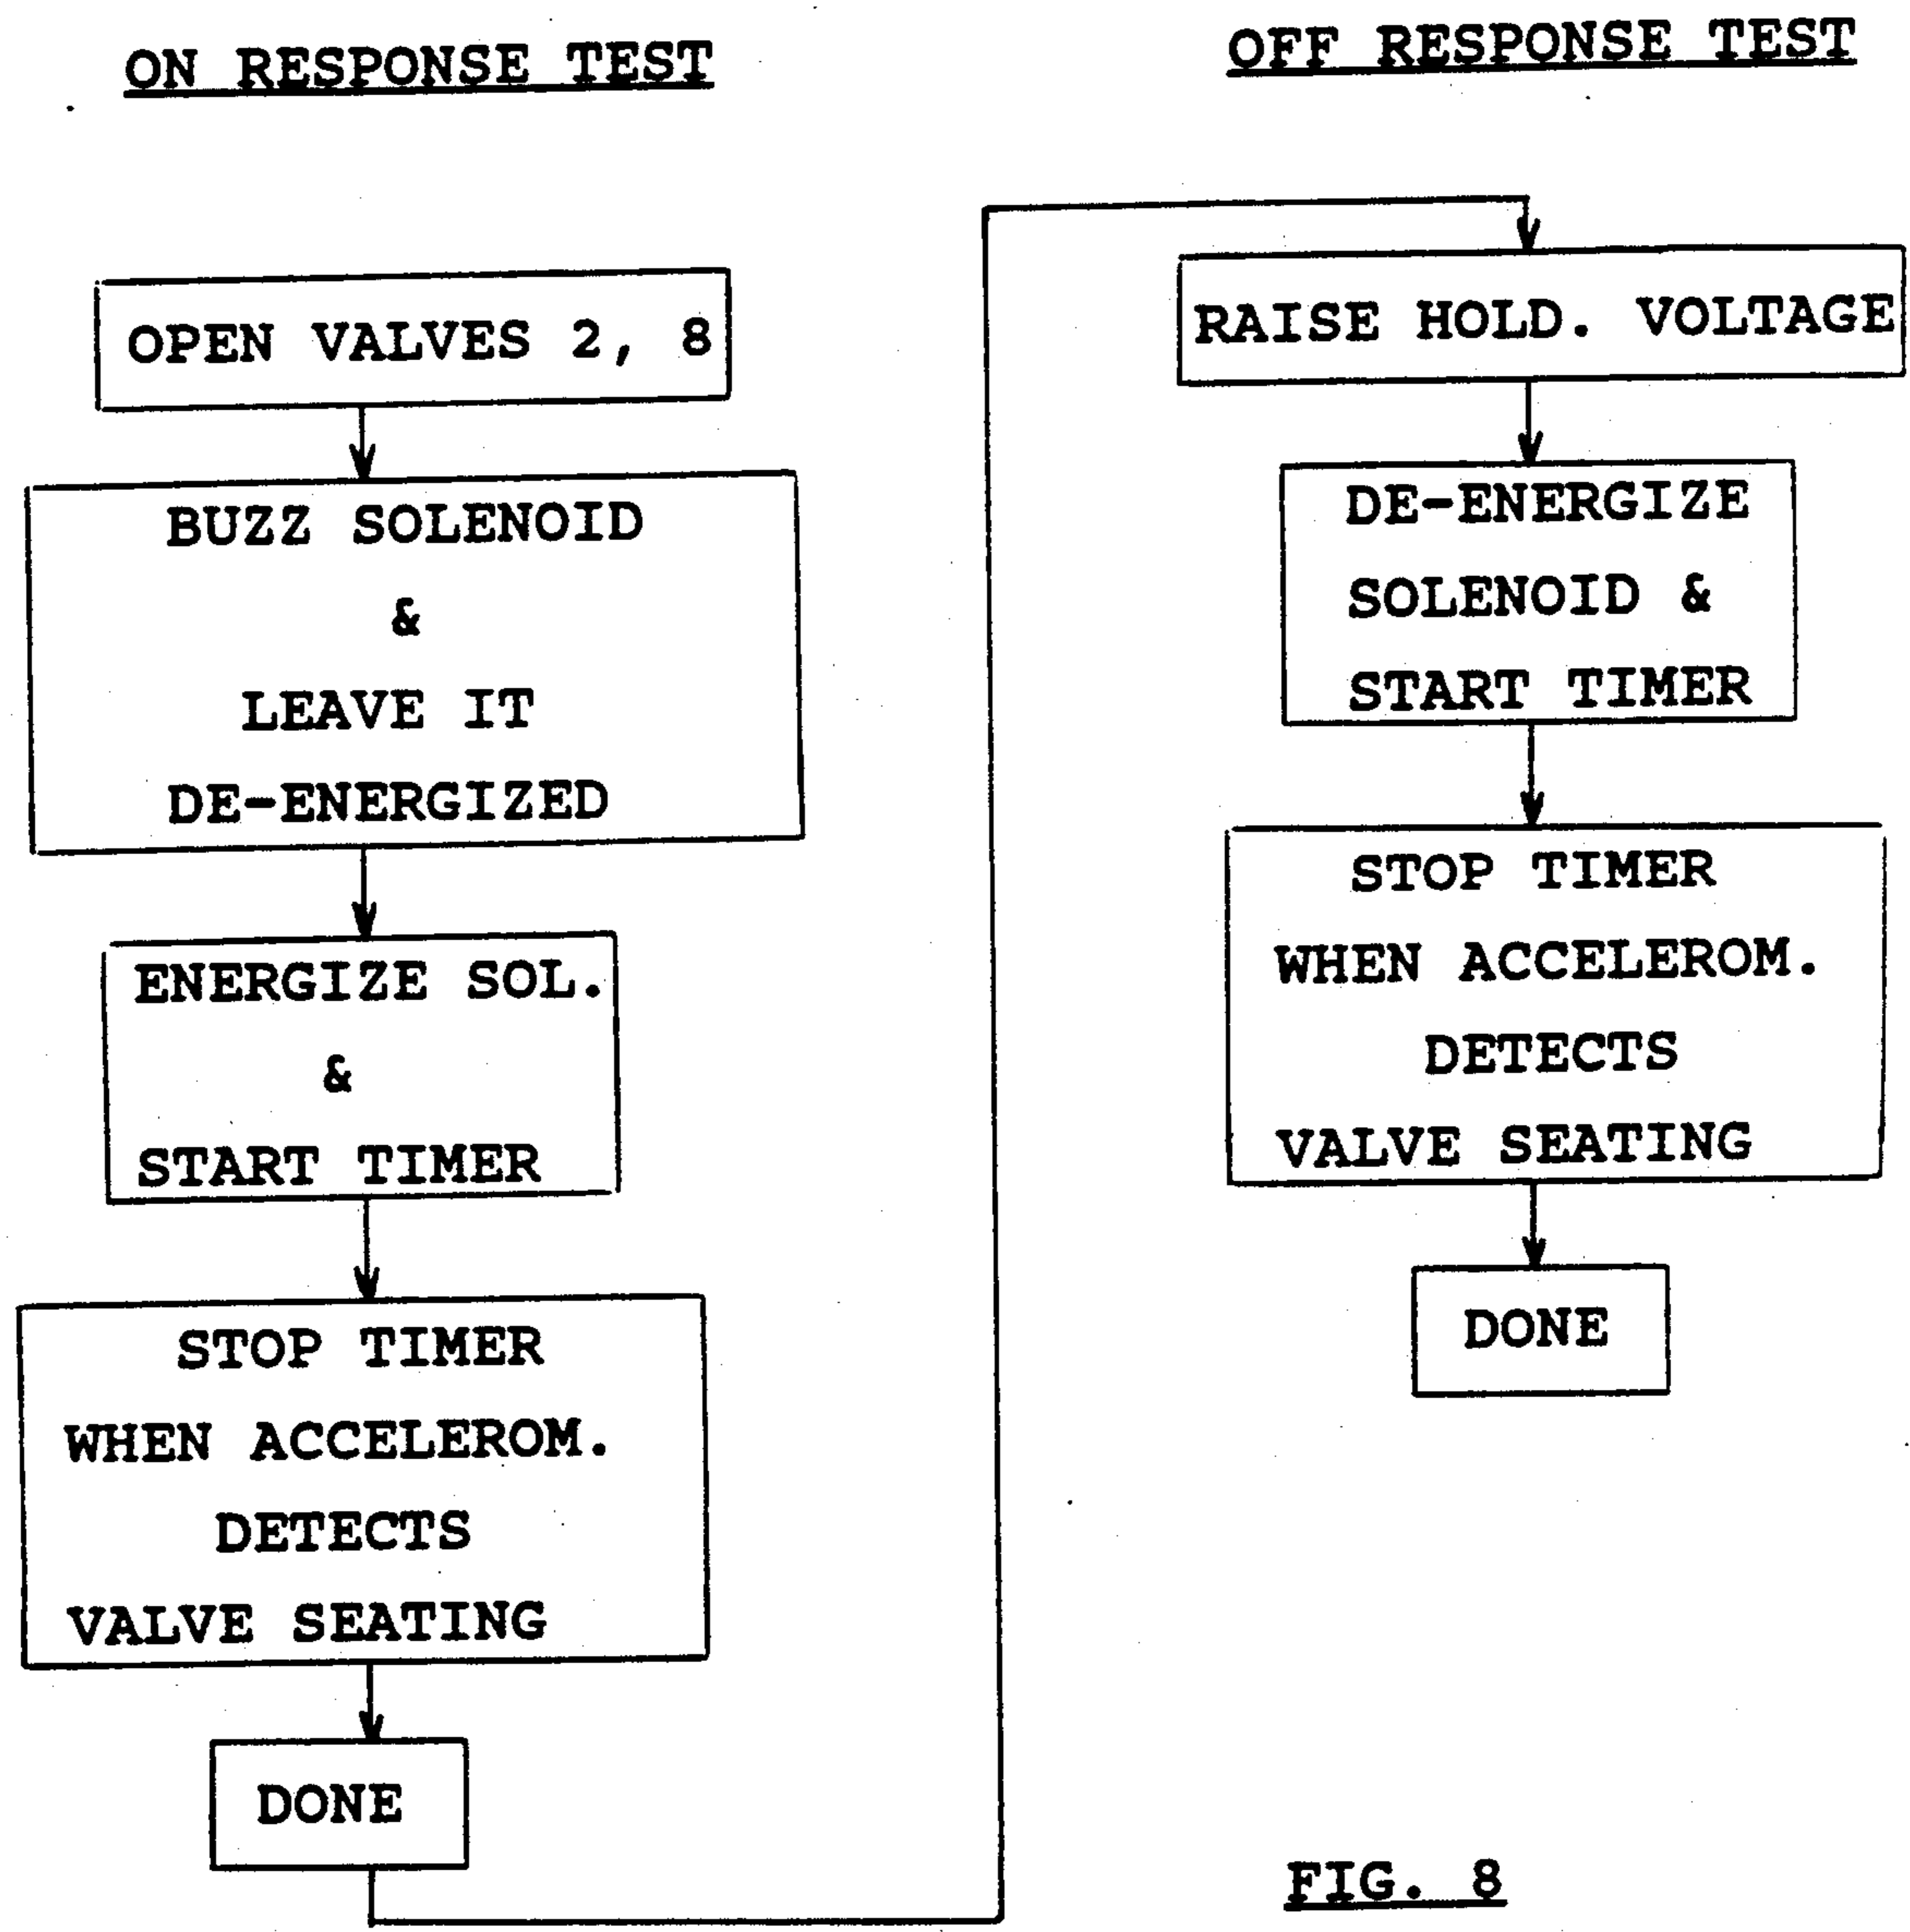 ON RESPONSE TEST
OPEN VALVES 2, 8
BUZZ SOLENOID
&
LEAVE IT
DE-ENERGIZED
ENERGIZE SOL.
&
START TIMER
STOP TIMER
WHEN ACCELEROM.
DETECTS
VALVE SEATING
DONE
OFF RESPONSE TEST
RAISE HOLD. VOLTAGE
DE-ENERGIZE
SOLENOID &
START TIMER
STOP TIMER
WHEN ACCELEROM.
DETECTS
VALVE SEATING
DONE
FIG. 8